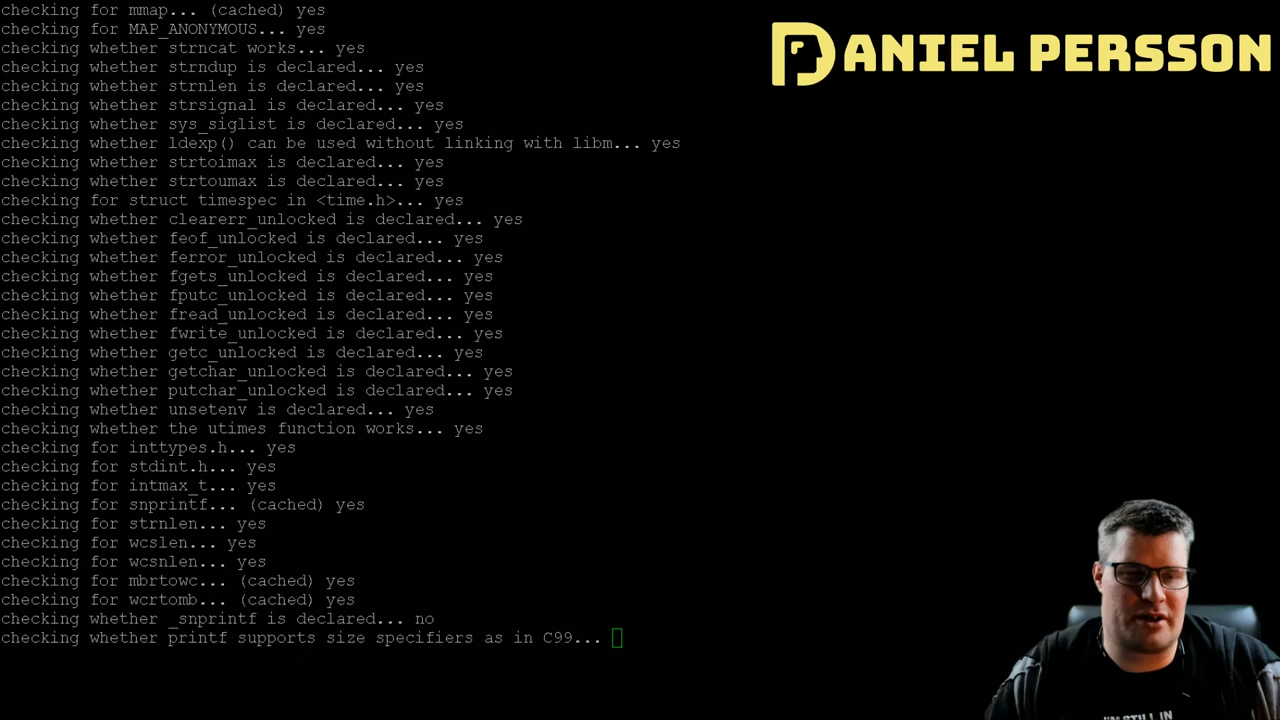 checking for mmap... (cached) yes
checking for MAP_ANONYMOUS... yes
checking whether strncat works... yes
checking whether strndup is declared... yes
checking whether strnlen is declared... yes
checking whether strsignal is declared... yes
checking whether sys_siglist is declared... yes
checking whether ldexp() can be used without linking with libm... yes
checking whether strtoimax is declared... yes
checking whether strtoumax is declared... yes
checking for struct timespec in <time.h>... yes
checking whether clearerr_unlocked is declared... yes
checking whether feof_unlocked is declared... yes
checking whether ferror_unlocked is declared... yes
checking whether fgets_unlocked is declared... yes
checking whether fputc_unlocked is declared... yes
checking whether fread_unlocked is declared... yes
checking whether fwrite_unlocked is declared... yes
checking whether getc_unlocked is declared... yes
checking whether getchar_unlocked is declared... yes
checking whether putchar_unlocked is declared... yes
checking whether unsetenv is declared... yes
checking whether the utimes function works... yes
checking for inttypes.h... yes
checking for stdint.h... yes
checking for intmax_t... yes
checking for snprintf... (cached) yes
checking for strnlen... yes
checking for wcslen... yes
checking for wcsnlen... yes
checking for mbrtowc... (cached) yes
checking for wcrtomb... (cached) yes
checking whether _snprintf is declared... no
checking whether printf supports size specifiers as in C99...
DANIEL PERSSON
I'M STILL IN